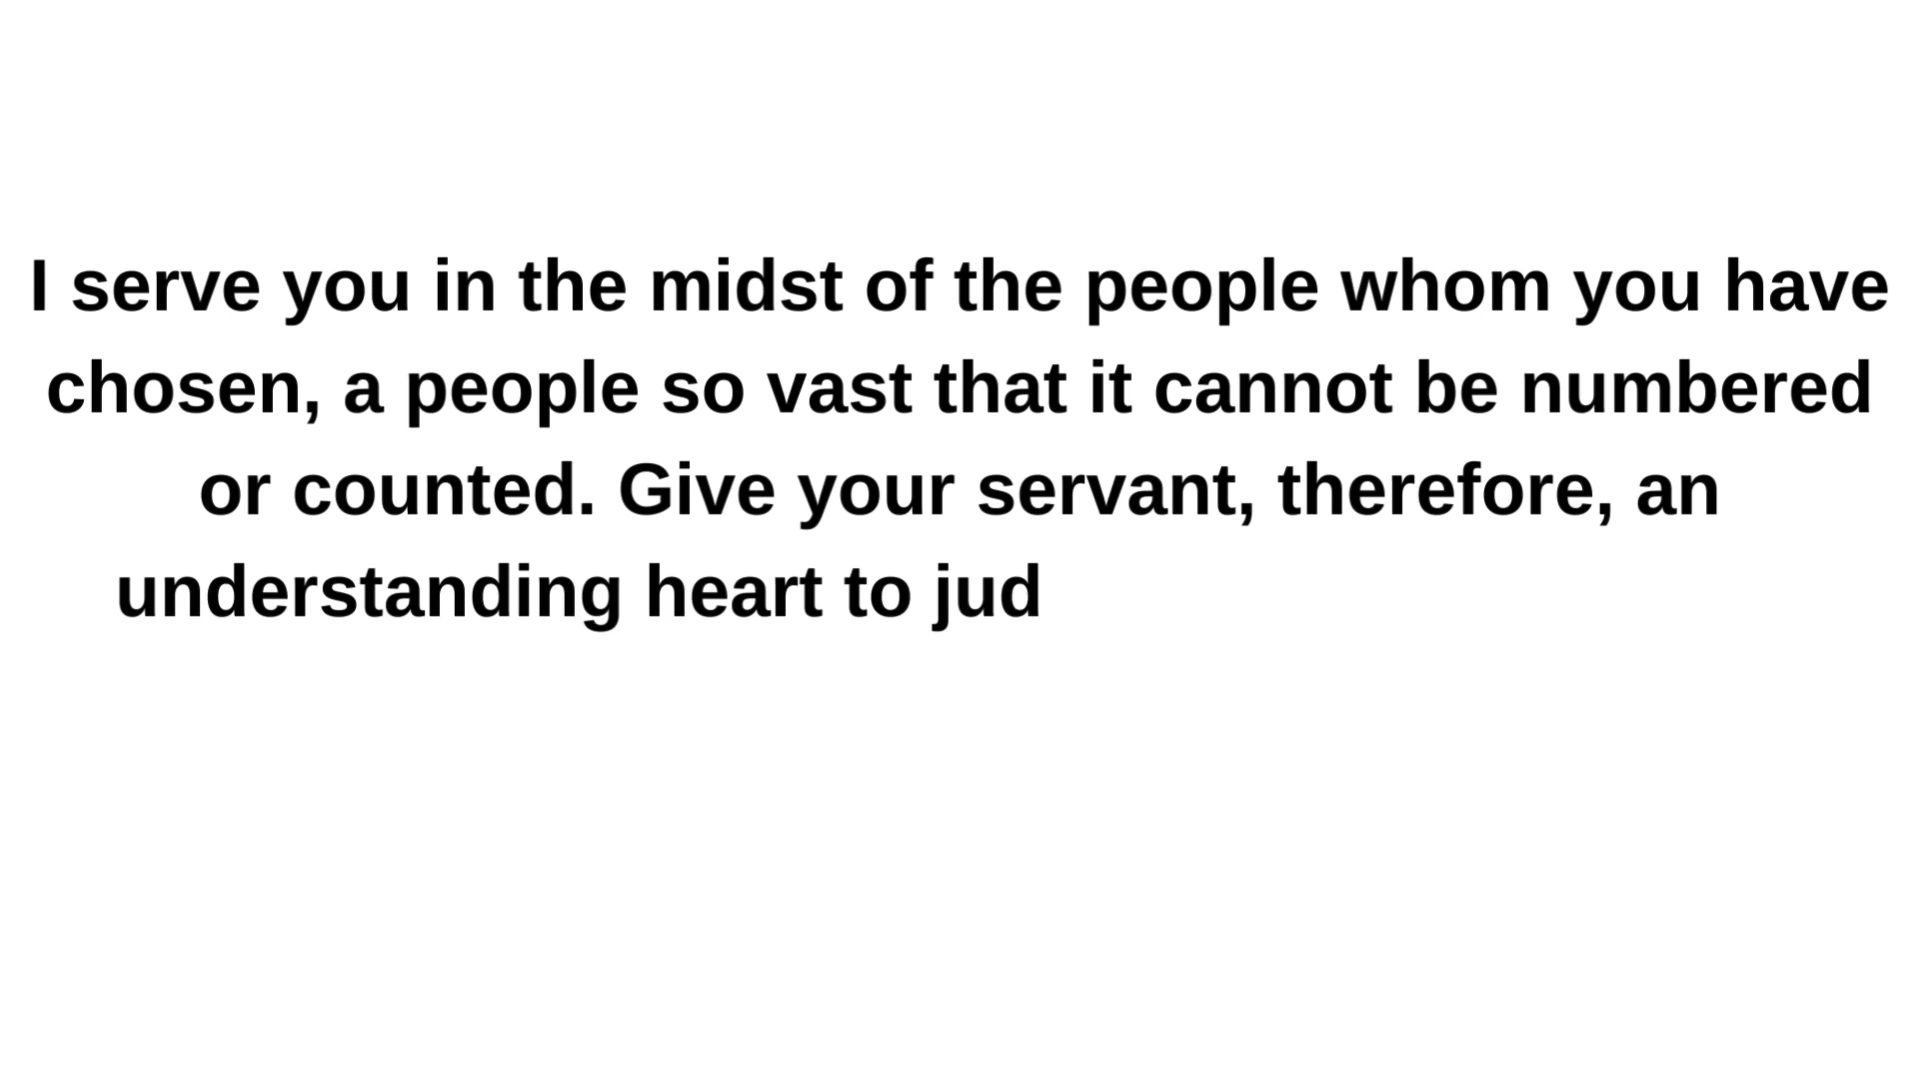 I serve you in the midst of the people whom you have
chosen, a people so vast that it cannot be numbered
or counted. Give your servant, therefore, an
understanding heart to jud